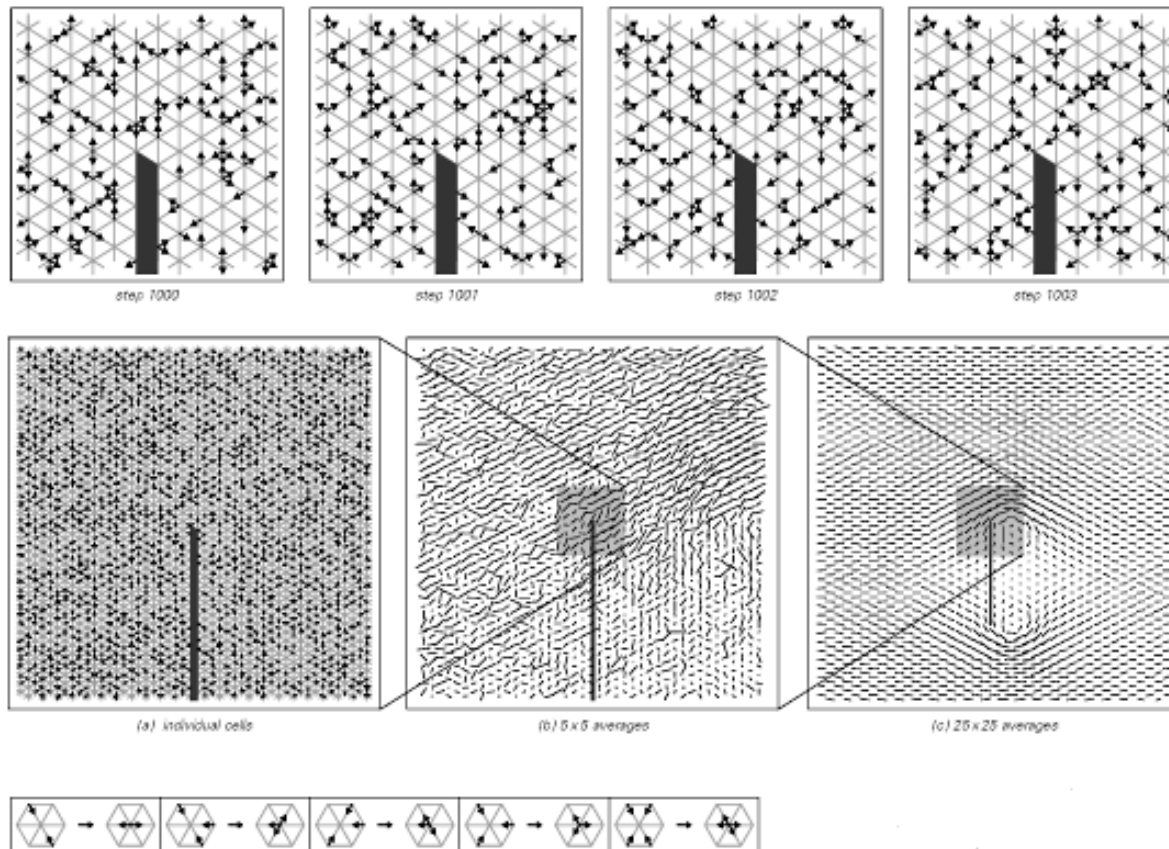 step 1000
step 1001
step 1002
step 1003
(a) individual cells
(b) 5 x 5 averages
(c) 25 x 25 averages